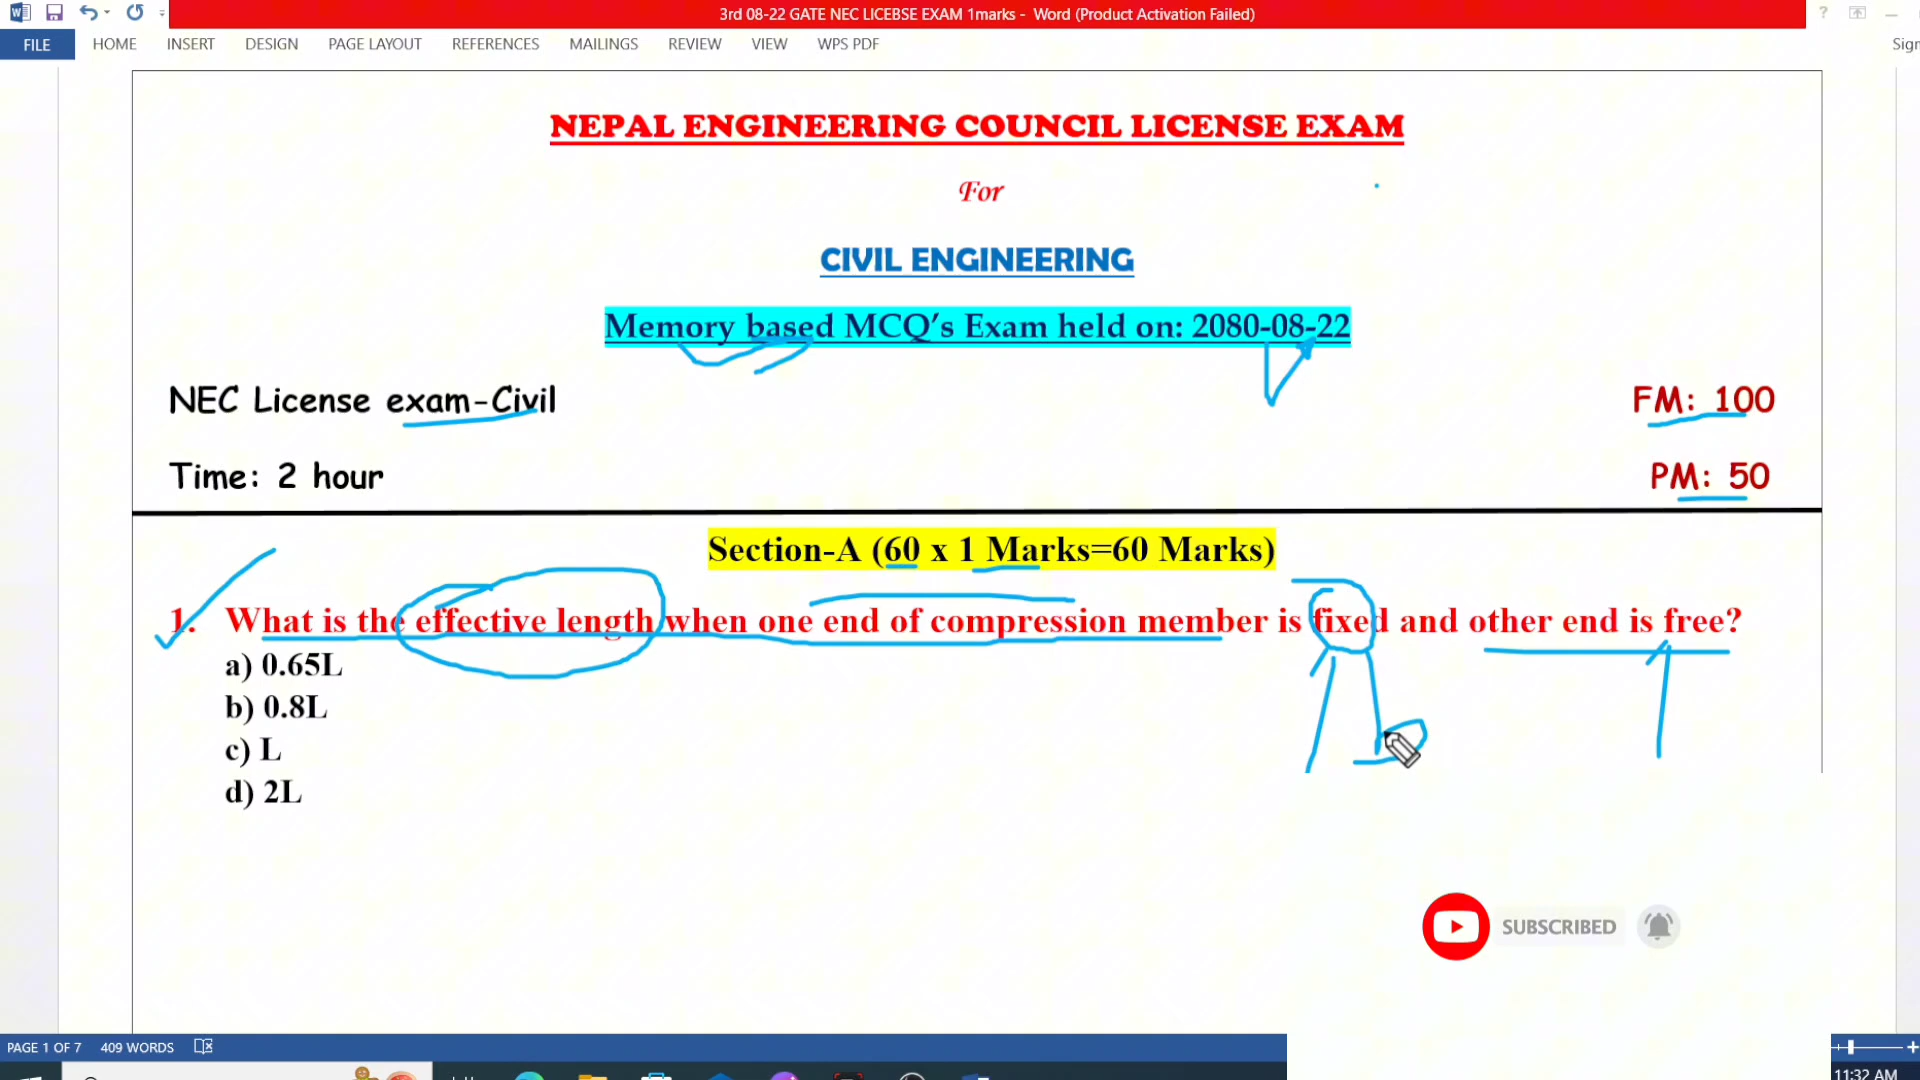 3rd 08-22 GATE NEC LICEBSE EXAM 1marks - Word (Product Activation Failed)
FILE HOME INSERT DESIGN PAGE LAYOUT REFERENCES MAILINGS REVIEW VIEW WPS PDF Sign
NEPAL ENGINEERING COUNCIL LICENSE EXAM
For
CIVIL ENGINEERING
Memory based MCQ's Exam held on: 2080-08-22
NEC License exam-Civil FM: 100
Time: 2 hour PM: 50
Section-A (60 x 1 Marks=60 Marks)
1. What is the effective length when one end of compression member is fixed and other end is free?
a) 0.65L
b) 0.8L
c) L
d) 2L
SUBSCRIBED
PAGE 1 OF 7 409 WORDS
11:32 AM